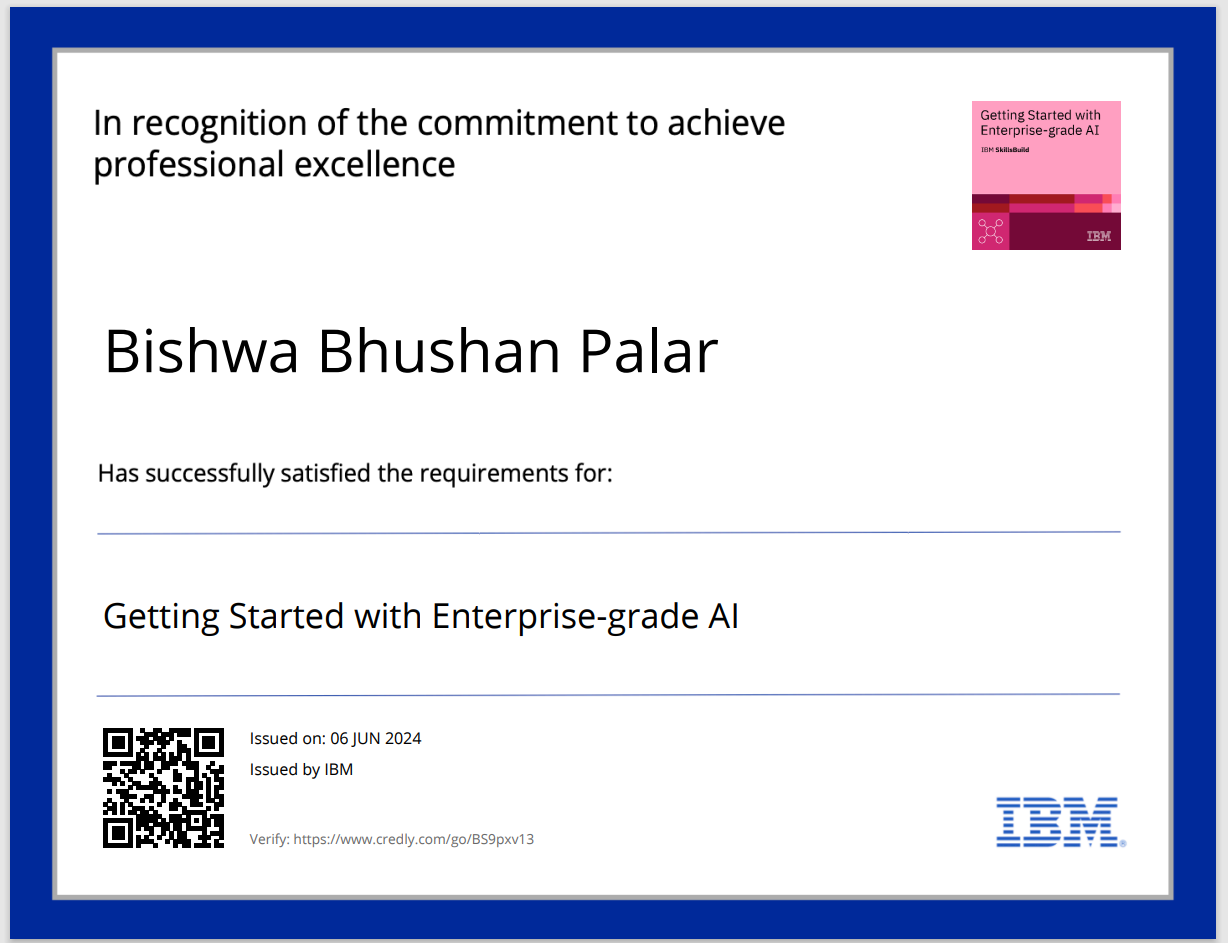 In recognition of the commitment to achieve
professional excellence
Getting Started with
Enterprise-grade AI
IBM SkillsBuild
IBM
Bishwa Bhushan Palar
Has successfully satisfied the requirements for:
Getting Started with Enterprise-grade AI
Issued on: 06 JUN 2024
Issued by IBM
Verify: https://www.credly.com/go/BS9pxv13
IBM®